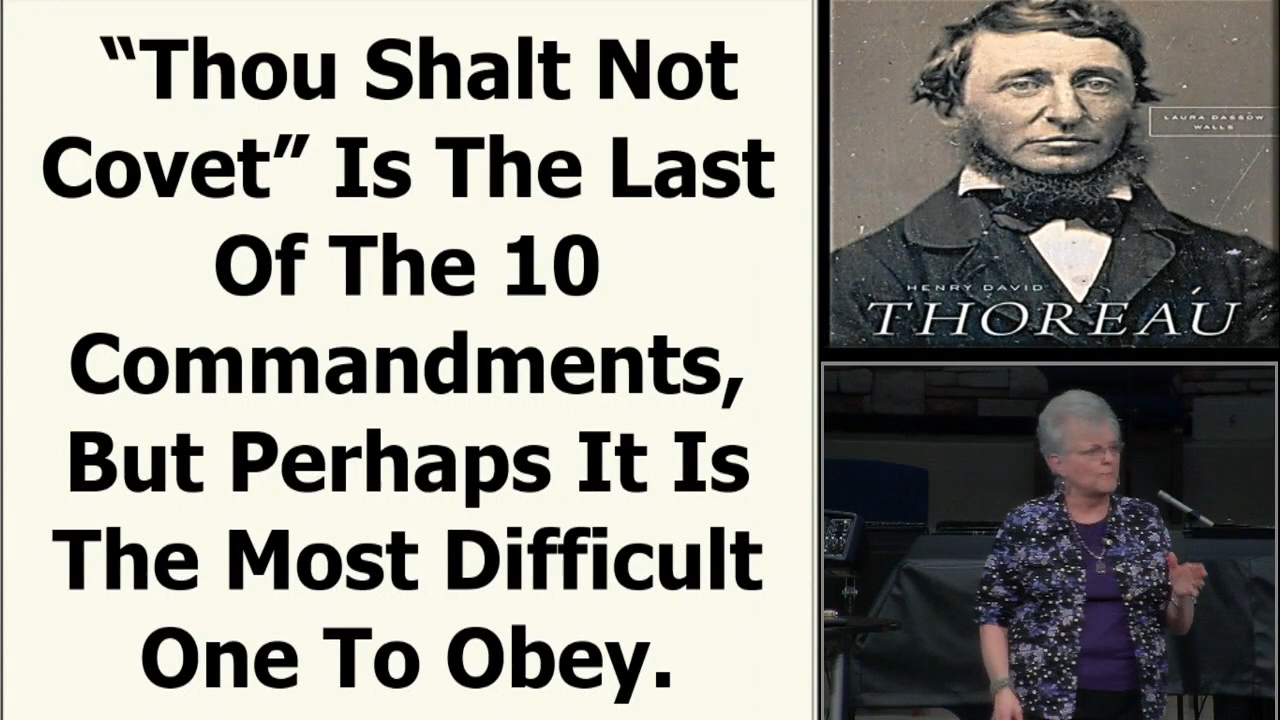 “Thou Shalt Not
Covet” Is The Last
Of The 10
Commandments,
But Perhaps It Is
The Most Difficult
One To Obey.
LAURA DASSOW
WALLS
HENRY DAVID
THOREAU